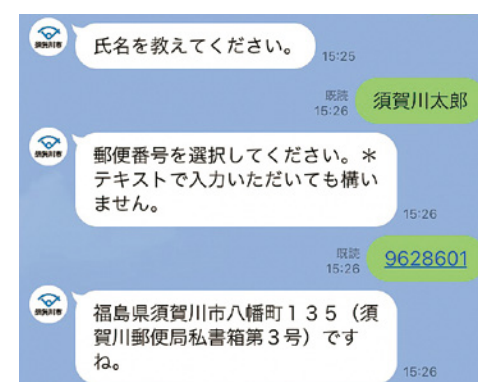 須賀川市
氏名を教えてください。
15:25
既読
15:26
須賀川太郎
須賀川市
郵便番号を選択してください。＊
テキストで入力いただいても構い
ません。
15:26
既読
15:26
9628601
須賀川市
福島県須賀川市八幡町１３５（須
賀川郵便局私書箱第３号）です
ね。
15:26